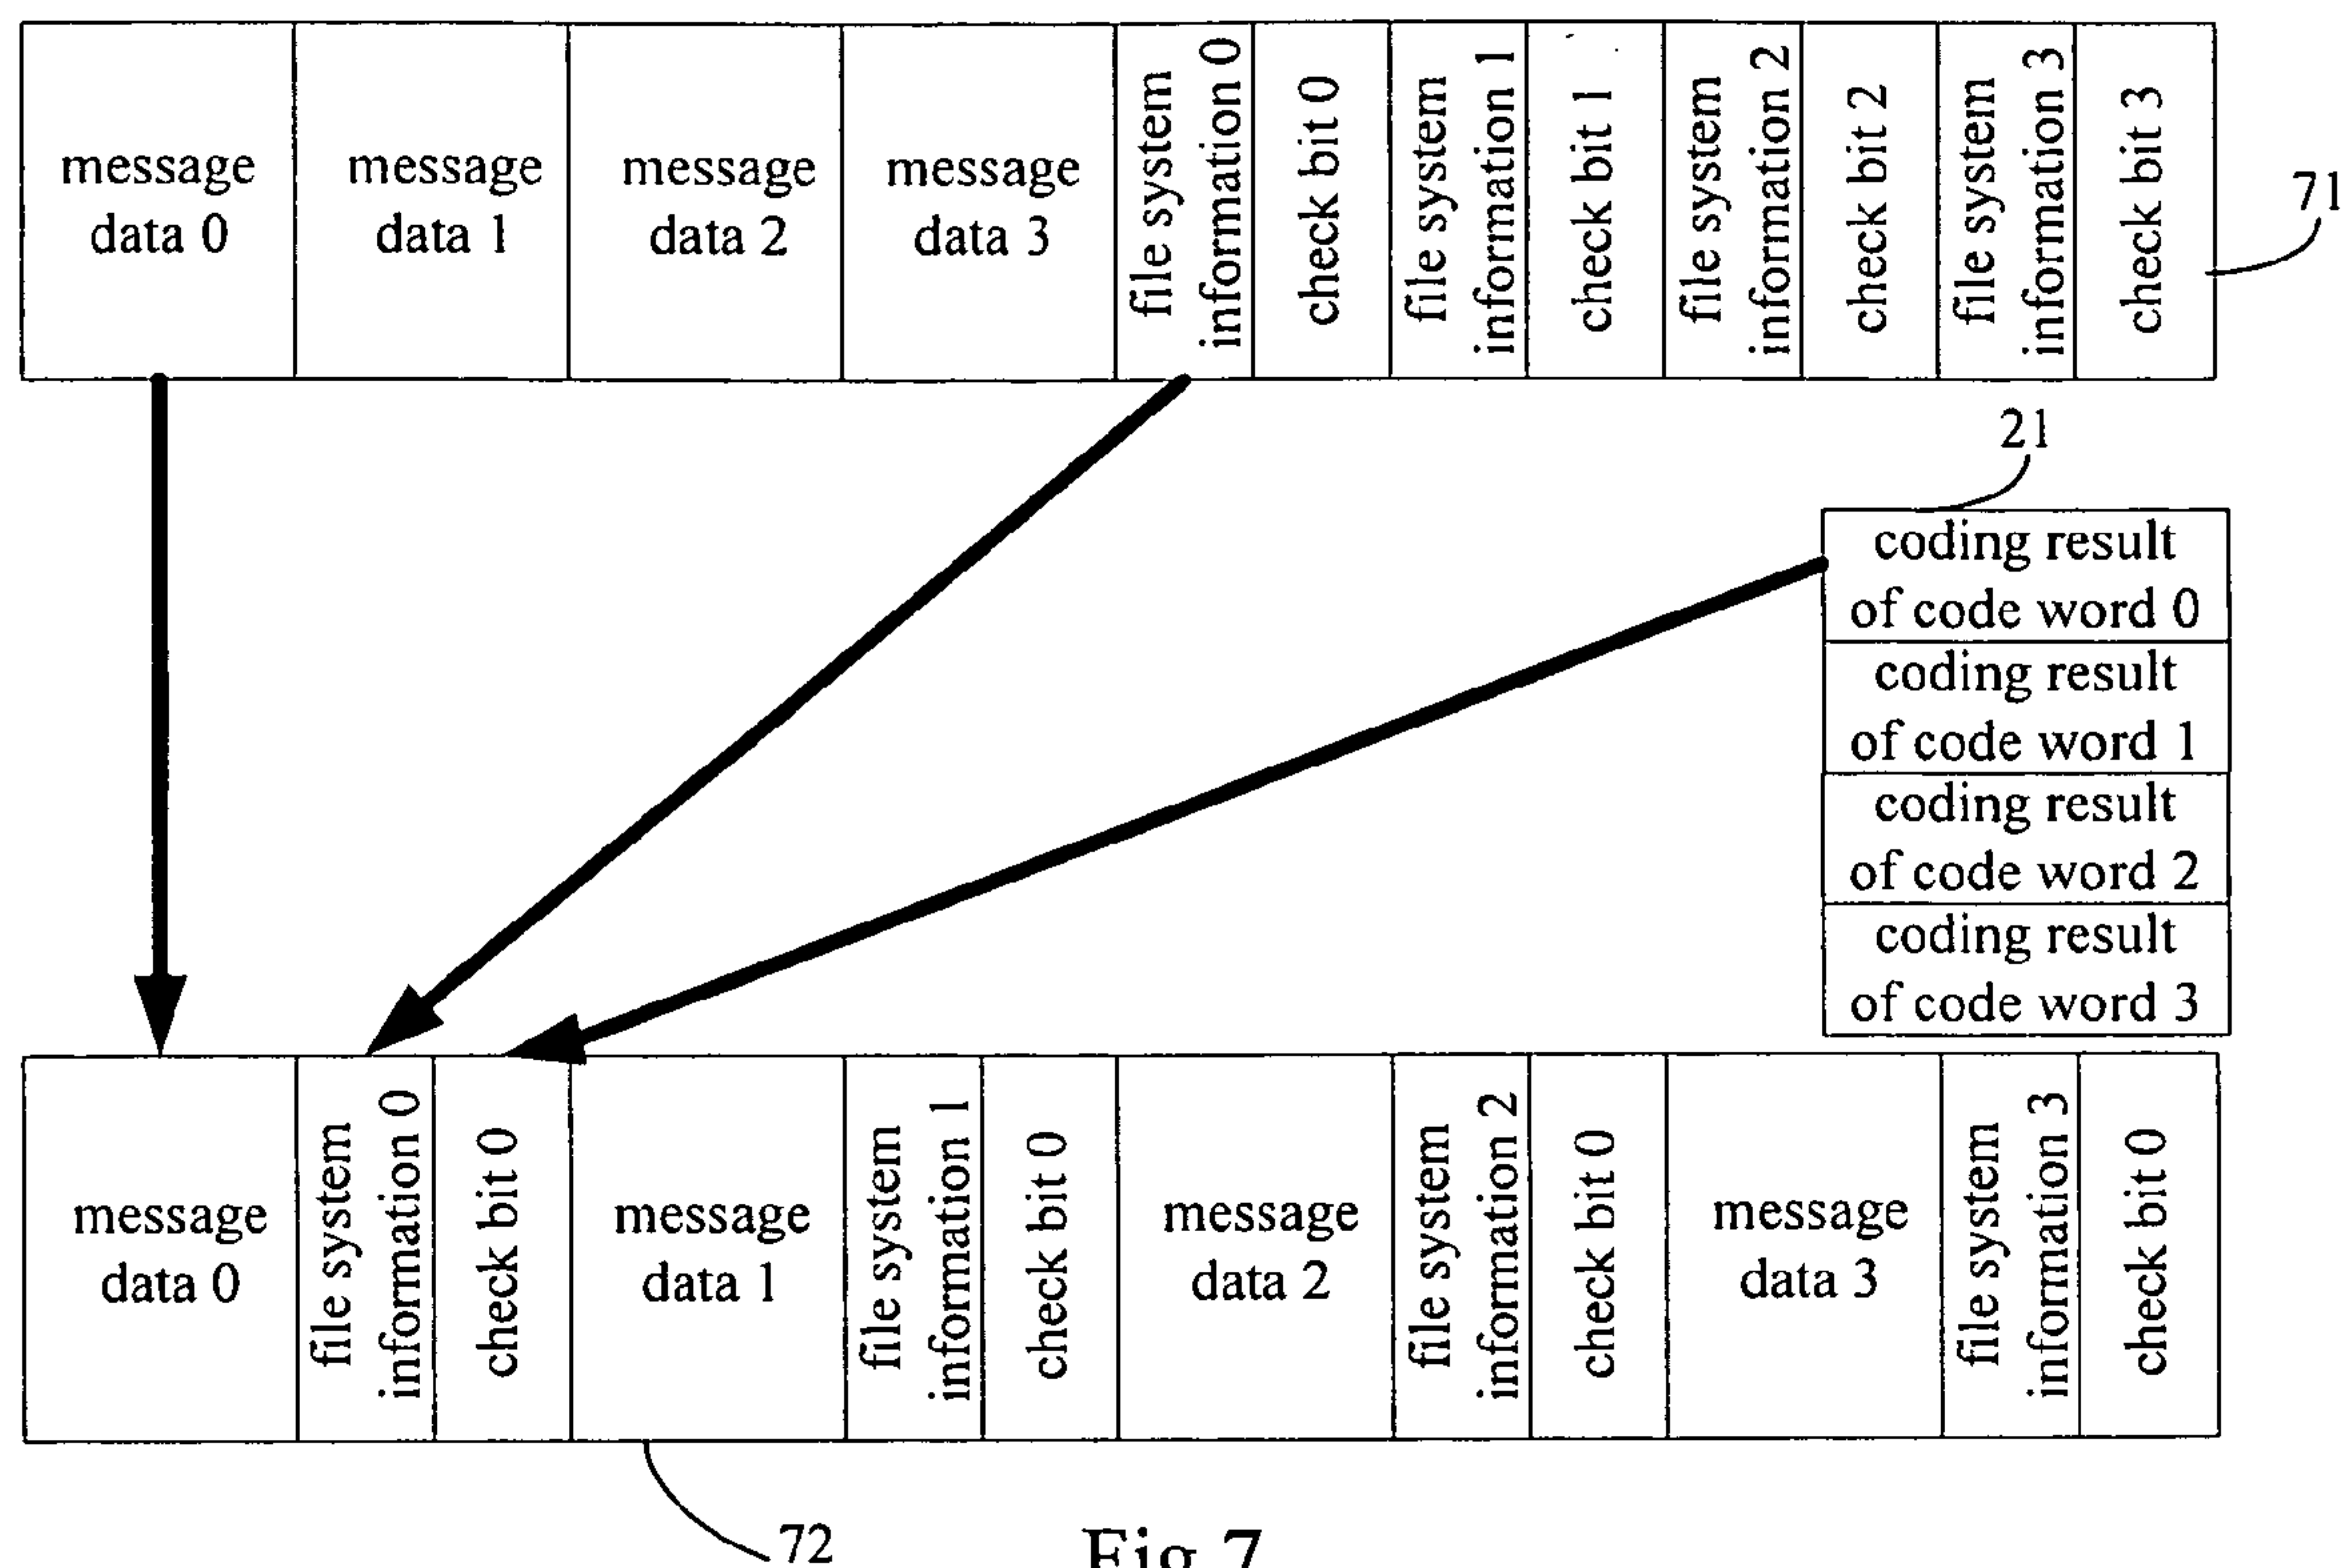 message
data 0
message
data 1
message
data 2
message
data 3
file system
information 0
check bit 0
file system
information 1
check bit 1
file system
information 2
check bit 2
file system
information 3
check bit 3
71
21
coding result
of code word 0
coding result
of code word 1
coding result
of code word 2
coding result
of code word 3
message
data 0
file system
information 0
check bit 0
message
data 1
file system
information 1
check bit 0
message
data 2
file system
information 2
check bit 0
message
data 3
file system
information 3
check bit 0
72
Fig 7